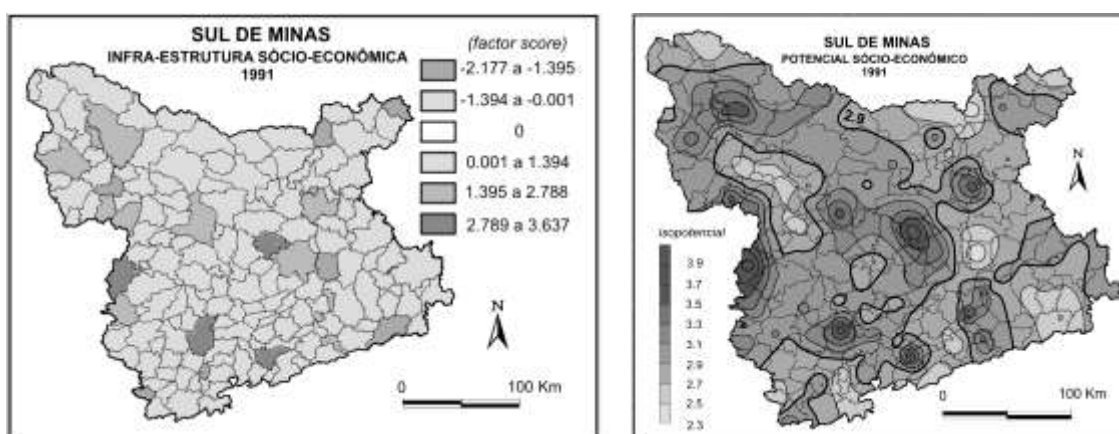 SUL DE MINAS
INFRA-ESTRUTURA SÓCIO-ECONÔMICA
1991
(factor score)
-2.177 a -1.395
-1.394 a -0.001
0
0.001 a 1.394
1.395 a 2.788
2.789 a 3.637
N
0 100 Km
SUL DE MINAS
POTENCIAL SÓCIO-ECONÔMICO
1991
2.9
N
isopotencial
3.9
3.7
3.5
3.3
3.1
2.9
2.7
2.5
2.3
0 100 Km